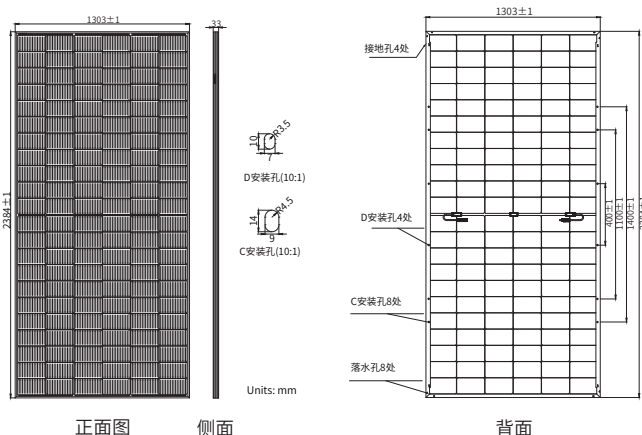 1303±1
33
2384±1
10
R3.5
7
D安装孔(10:1)
14
R4.5
9
C安装孔(10:1)
Units: mm
正面图
侧面
1303±1
接地孔4处
D安装孔4处
C安装孔8处
落水孔8处
400±1
1100±1
1400±1
背面